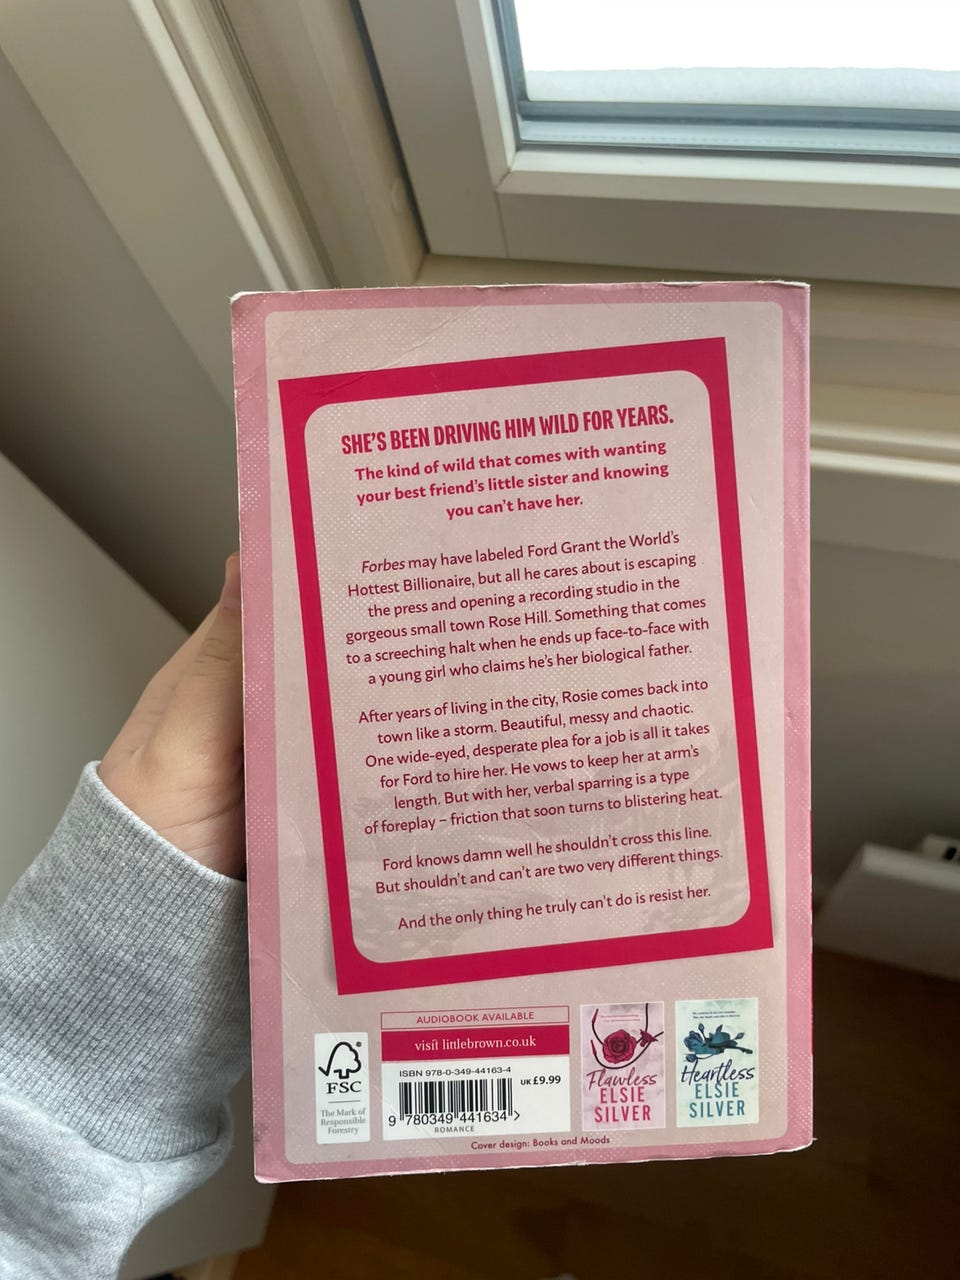 SHE'S BEEN DRIVING HIM WILD FOR YEARS.
The kind of wild that comes with wanting
your best friend's little sister and knowing
you can't have her.
Forbes may have labeled Ford Grant the World's
Hottest Billionaire, but all he cares about is escaping
the press and opening a recording studio in the
gorgeous small town Rose Hill. Something that comes
to a screeching halt when he ends up face-to-face with
a young girl who claims he's her biological father.
After years of living in the city, Rosie comes back into
town like a storm. Beautiful, messy and chaotic.
One wide-eyed, desperate plea for a job is all it takes
for Ford to hire her. He vows to keep her at arm's
length. But with her, verbal sparring is a type
of foreplay – friction that soon turns to blistering heat.
Ford knows damn well he shouldn't cross this line.
But shouldn't and can't are two very different things.
And the only thing he truly can't do is resist her.
FSC
The Mark of
Responsible
Forestry
AUDIOBOOK AVAILABLE
visit littlebrown.co.uk
ISBN 978-0-349-44163-4
UK £9.99
9 780349 441634 >
ROMANCE
Flawless
ELSIE
SILVER
Heartless
ELSIE
SILVER
Cover design: Books and Moods